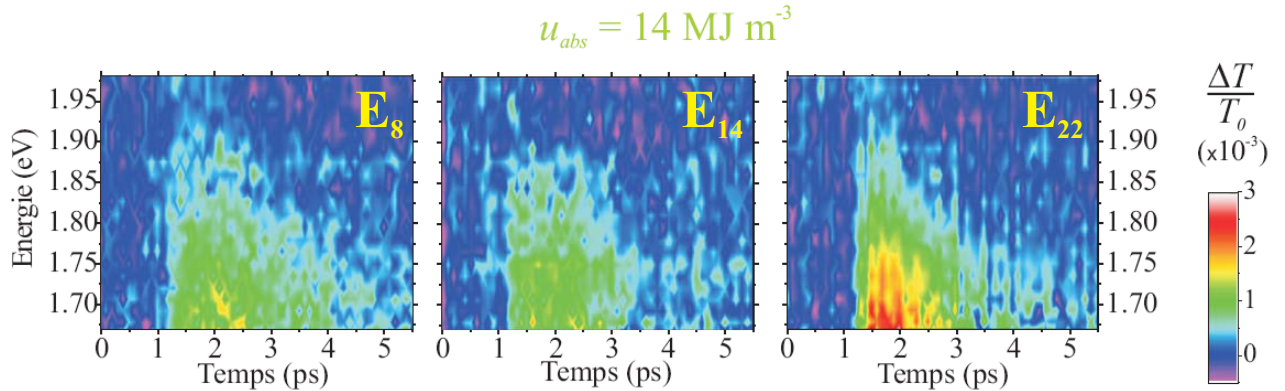 u_abs = 14 MJ m⁻³
Energie (eV)
1.95
1.90
1.85
1.80
1.75
1.70
E₈
0 1 2 3 4 5
Temps (ps)
E₁₄
0 1 2 3 4 5
Temps (ps)
E₂₂
0 1 2 3 4 5
Temps (ps)
1.95
1.90
1.85
1.80
1.75
1.70
ΔT
T₀
(x10⁻³)
3
2
1
0